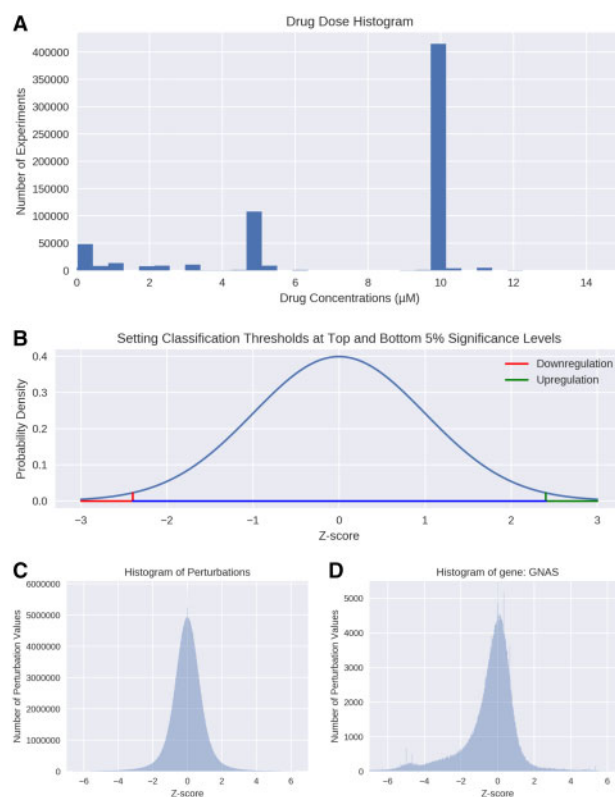 A
Drug Dose Histogram
Number of Experiments
400000
350000
300000
250000
200000
150000
100000
50000
0
0 2 4 6 8 10 12 14
Drug Concentrations (μM)
B
Setting Classification Thresholds at Top and Bottom 5% Significance Levels
Probability Density
0.4
0.3
0.2
0.1
0.0
Downregulation
Upregulation
−3 −2 −1 0 1 2 3
Z-score
C
Histogram of Perturbations
Number of Perturbation Values
6000000
5000000
4000000
3000000
2000000
1000000
0
−6 −4 −2 0 2 4 6
Z-score
D
Histogram of gene: GNAS
Number of Perturbation Values
5000
4000
3000
2000
1000
0
−6 −4 −2 0 2 4 6
Z-score